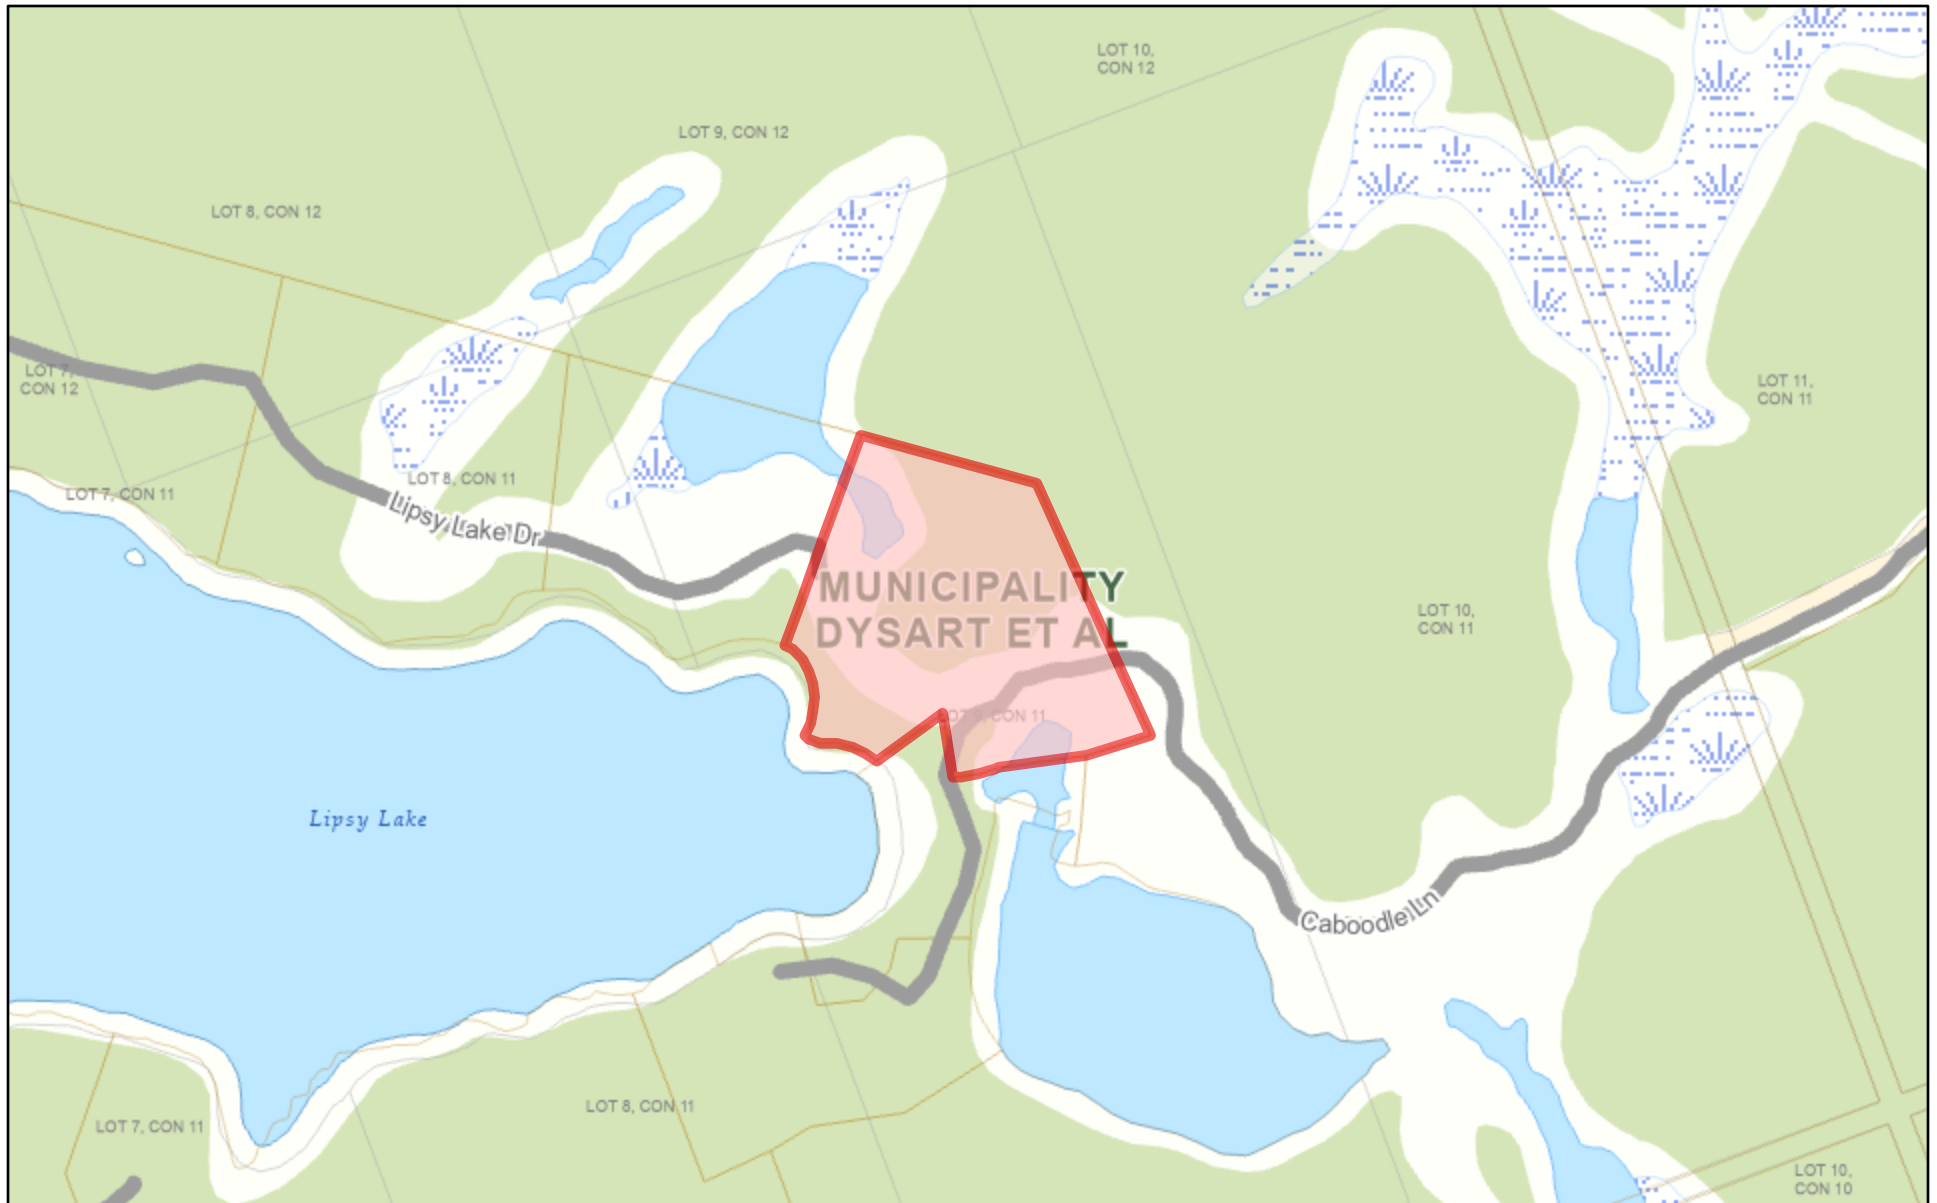 LOT 10,
CON 12
LOT 9, CON 12
LOT 8, CON 12
LOT 7,
CON 12
LOT 11,
CON 11
LOT 8, CON 11
LOT 7, CON 11
Lipsy Lake Dr
MUNICIPALITY
DYSART ET AL
LOT 10,
CON 11
LOT 9, CON 11
Lipsy Lake
Caboodle Ln
LOT 8, CON 11
LOT 7, CON 11
LOT 10,
CON 10